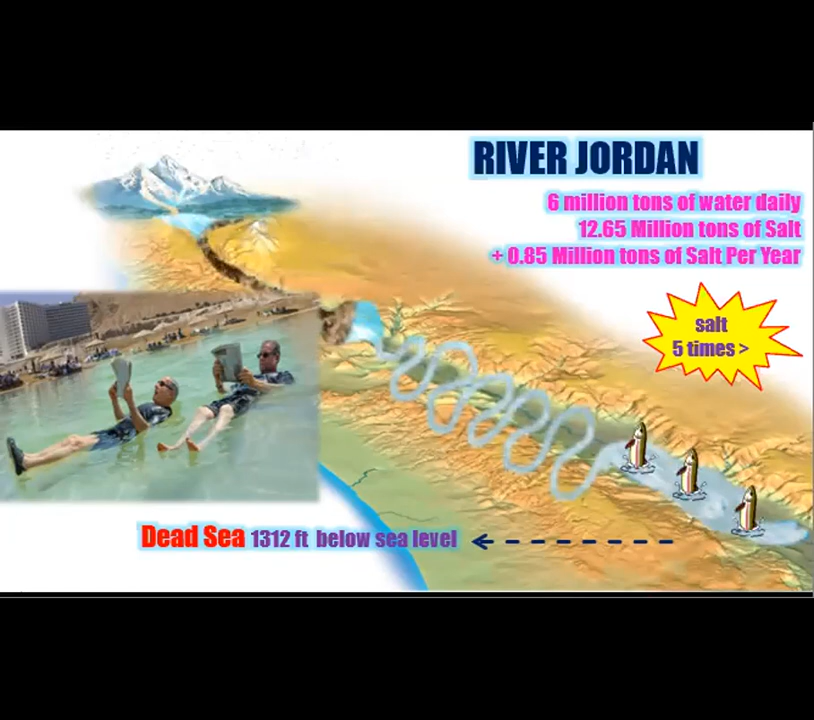 RIVER JORDAN
6 million tons of water daily
12.65 Million tons of Salt
+ 0.85 Million tons of Salt Per Year
salt
5 times >
Dead Sea 1312 ft below sea level